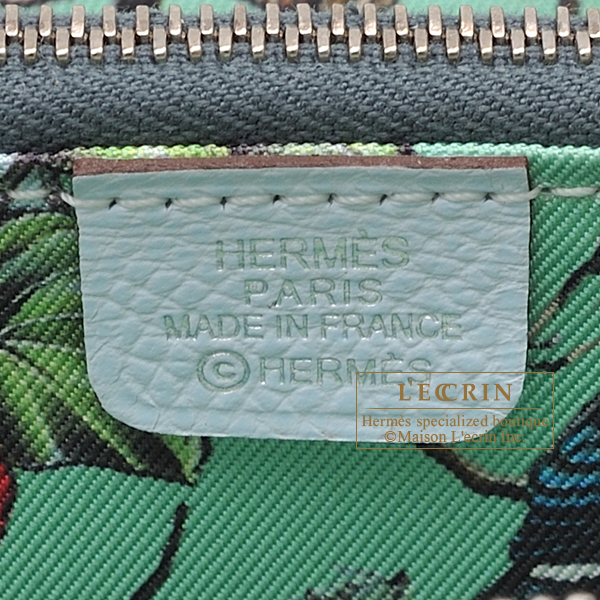 HERMÈS
PARIS
MADE IN FRANCE
©HERMÈS
L'ECRIN
Hermès specialized boutique
©Maison L'ecrin inc.